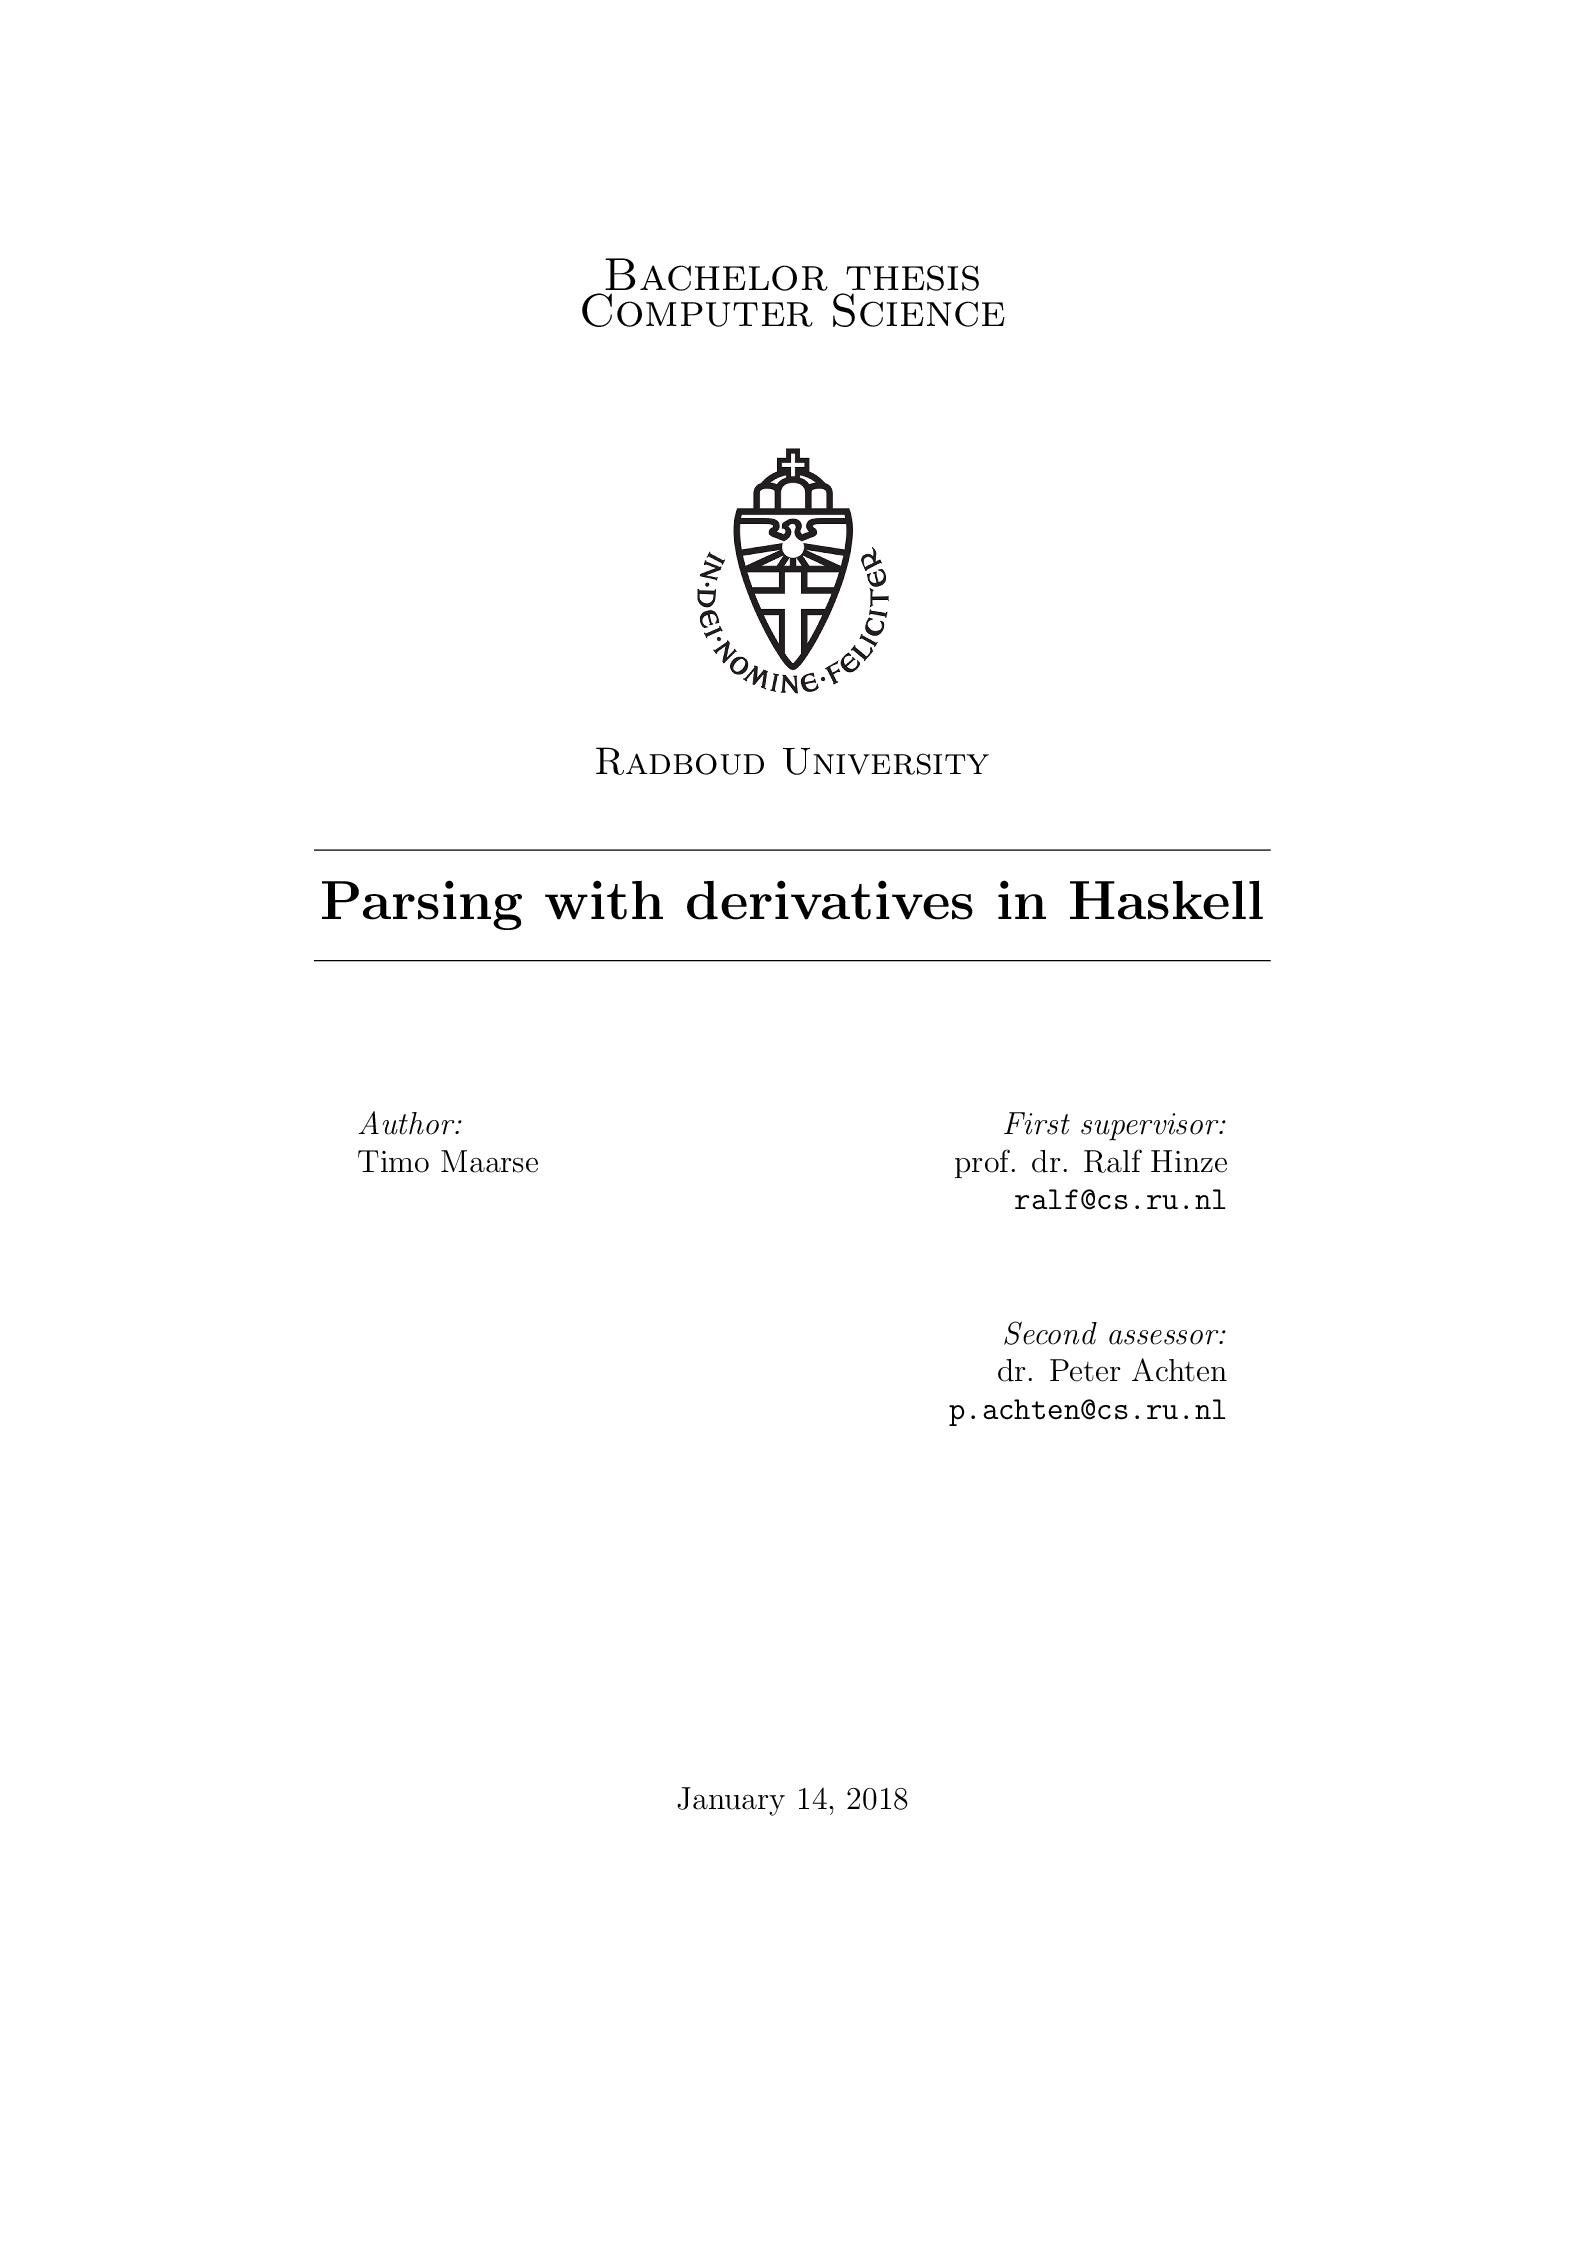 Bachelor thesis
Computer Science
IN·DEI·NOMINE·FELICITER
Radboud University
Parsing with derivatives in Haskell
Author:
Timo Maarse
First supervisor:
prof. dr. Ralf Hinze
ralf@cs.ru.nl
Second assessor:
dr. Peter Achten
p.achten@cs.ru.nl
January 14, 2018